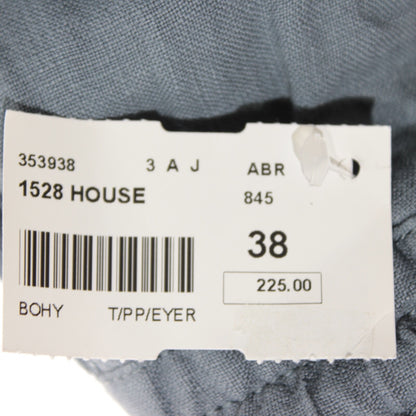 353938 3 A J ABR
1528 HOUSE 845
38
225.00
BOHY T/PP/EYER